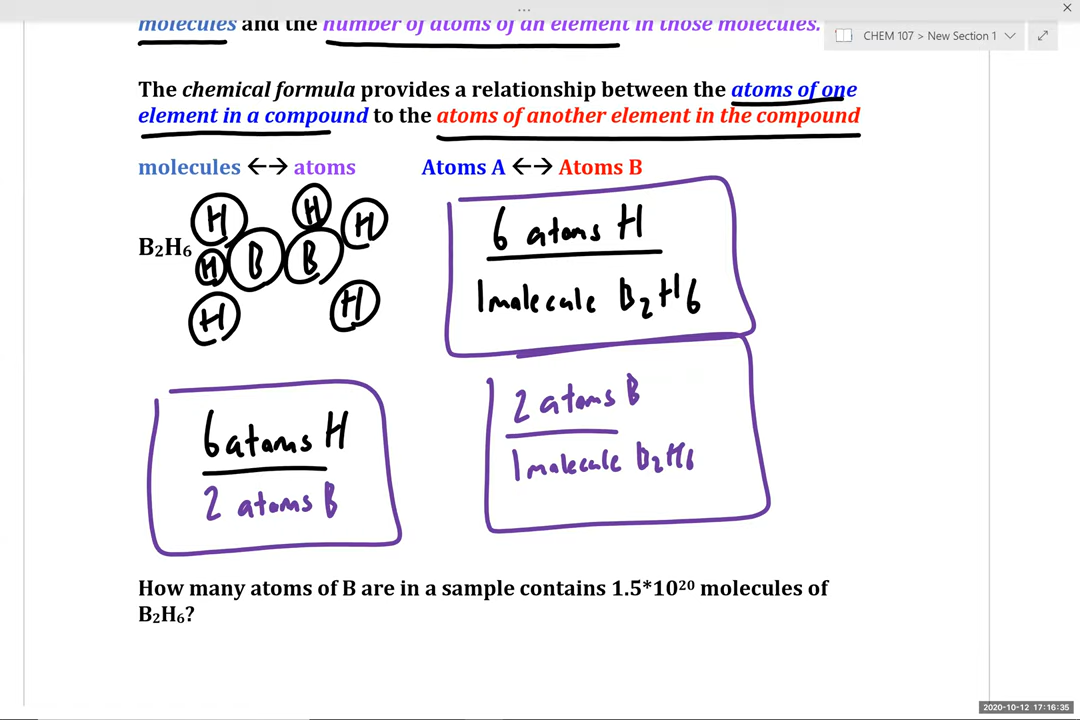 ...
molecules and the number of atoms of an element in those molecules.
CHEM 107 > New Section 1
The chemical formula provides a relationship between the atoms of one
element in a compound to the atoms of another element in the compound
molecules ←→ atoms
Atoms A ←→ Atoms B
H
H
H
B₂H₆
H
B
B
H
H
6 atoms H
1 molecule B₂H6
6 atoms H
2 atoms B
2 atoms B
1 molecule B₂H6
How many atoms of B are in a sample contains 1.5*10²⁰ molecules of
B₂H₆?
2020-10-12 17:16:35